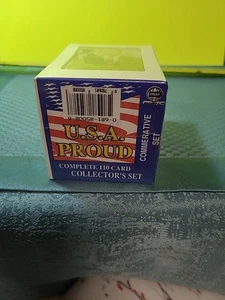 U.S.A.
PROUD
COMPLETE 110 CARD
COLLECTOR'S SET
COMMERATIVE
SET